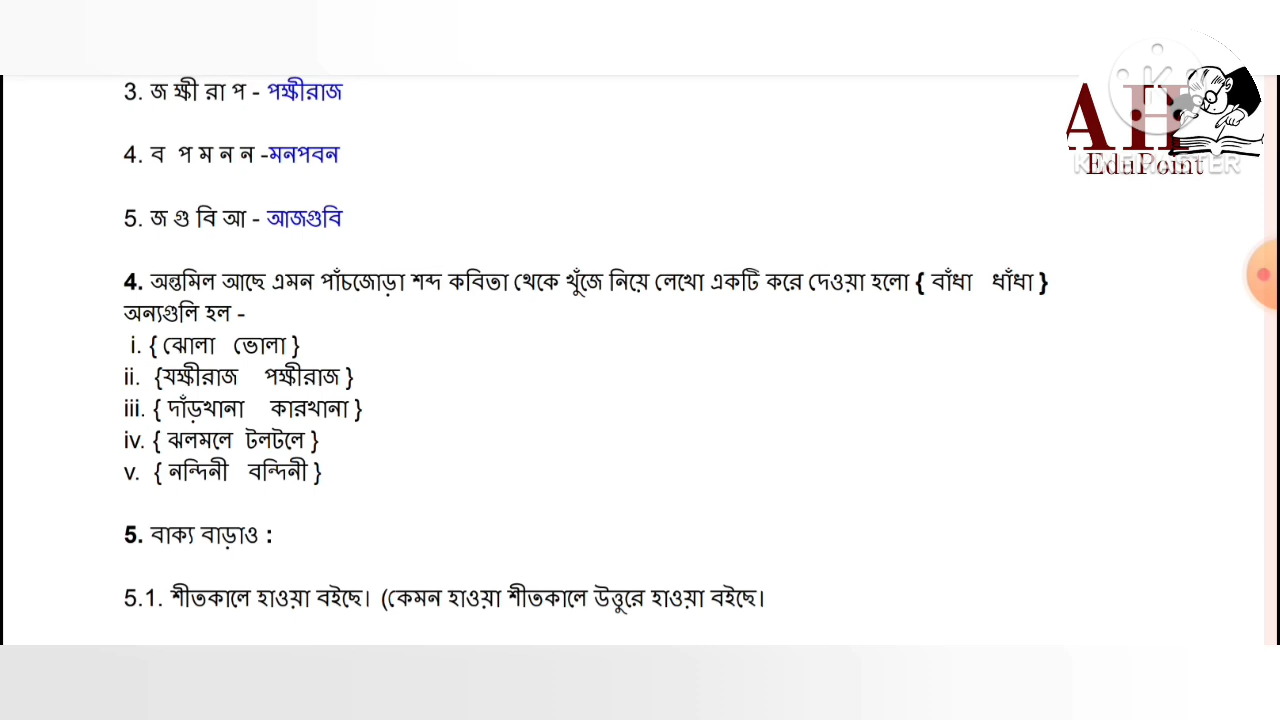 3. জ ক্ষী রা প - পক্ষীরাজ
4. ব প ম ন ন -মনপবন
5. জ গু বি আ - আজগুবি
4. অন্তমিল আছে এমন পাঁচজোড়া শব্দ কবিতা থেকে খুঁজে নিয়ে লেখো একটি করে দেওয়া হলো { বাঁধা ধাঁধা }
অন্যগুলি হল -
i. { ঝোলা ভোলা }
ii. {যক্ষীরাজ পক্ষীরাজ }
iii. { দাঁড়খানা কারখানা }
iv. { ঝলমলে টলটলে }
v. { নন্দিনী বন্দিনী }
5. বাক্য বাড়াও :
5.1. শীতকালে হাওয়া বইছে। (কেমন হাওয়া শীতকালে উত্তুরে হাওয়া বইছে।
AH
EduPoint
KINEMASTER